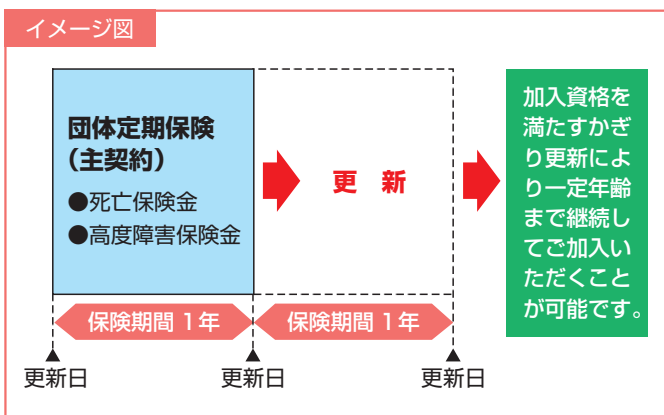 イメージ図
団体定期保険
(主契約)
●死亡保険金
●高度障害保険金
更 新
加入資格を
満たすかぎ
り更新によ
り一定年齢
まで継続し
てご加入い
ただくこと
が可能です。
保険期間 1年
保険期間 1年
更新日
更新日
更新日